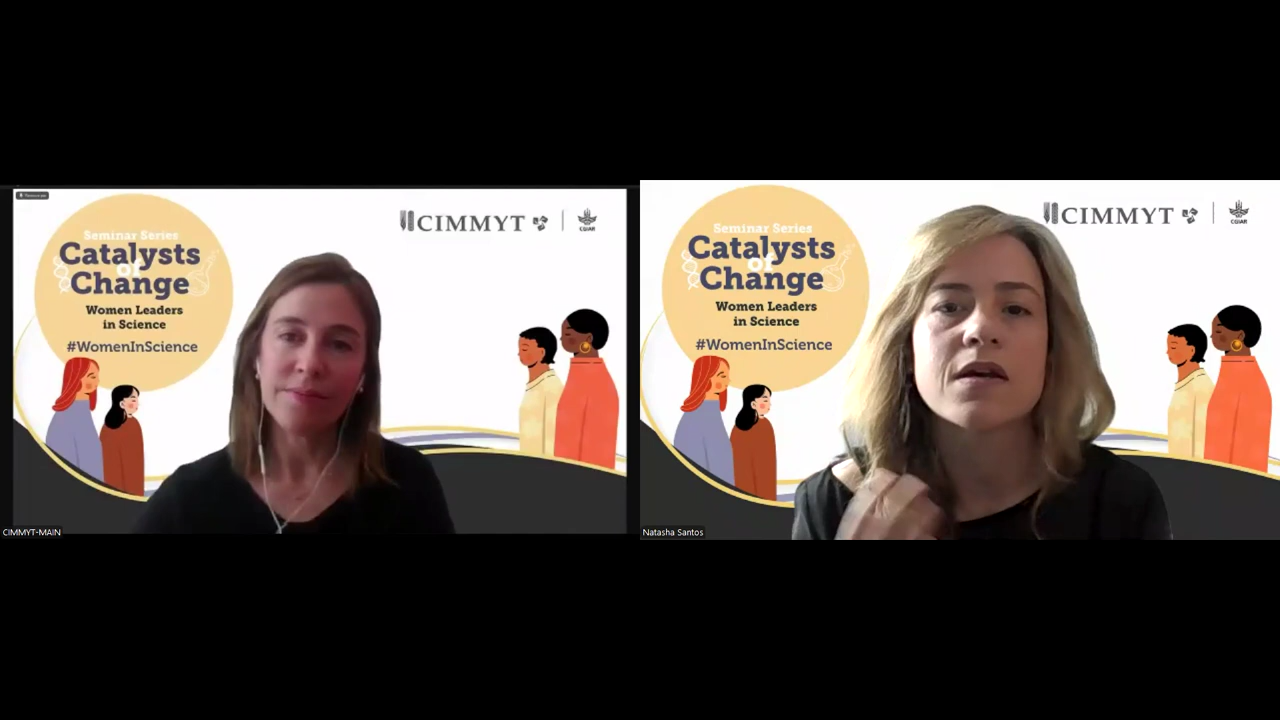 Seminar Series
Catalysts
of
Change
Women Leaders
in Science
#WomenInScience
CIMMYT
CGIAR
CIMMYT-MAIN
Seminar Series
Catalysts
of
Change
Women Leaders
in Science
#WomenInScience
CIMMYT
CGIAR
Natasha Santos